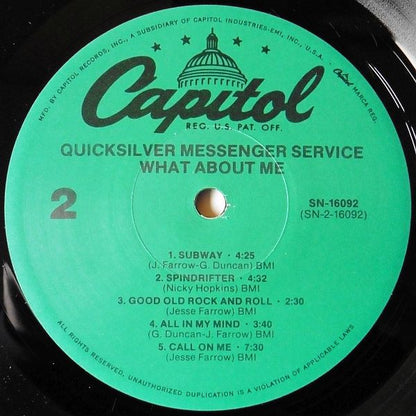 MFD. BY CAPITOL RECORDS, INC., A SUBSIDIARY OF CAPITOL INDUSTRIES-EMI, INC., U.S.A. • Capitol MARCA REG.
Capitol
REG. U.S. PAT. OFF.
QUICKSILVER MESSENGER SERVICE
WHAT ABOUT ME
2
SN-16092
(SN-2-16092)
1. SUBWAY • 4:25
(J. Farrow-G. Duncan) BMI
2. SPINDRIFTER • 4:32
(Nicky Hopkins) BMI
3. GOOD OLD ROCK AND ROLL • 2:30
(Jesse Farrow) BMI
4. ALL IN MY MIND • 3:40
(G. Duncan-J. Farrow) BMI
5. CALL ON ME • 7:30
(Jesse Farrow) BMI
ALL RIGHTS RESERVED. UNAUTHORIZED DUPLICATION IS A VIOLATION OF APPLICABLE LAWS